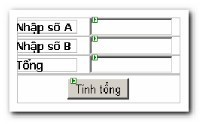 Nhập số A
Nhập số B
Tổng
Tính tổng